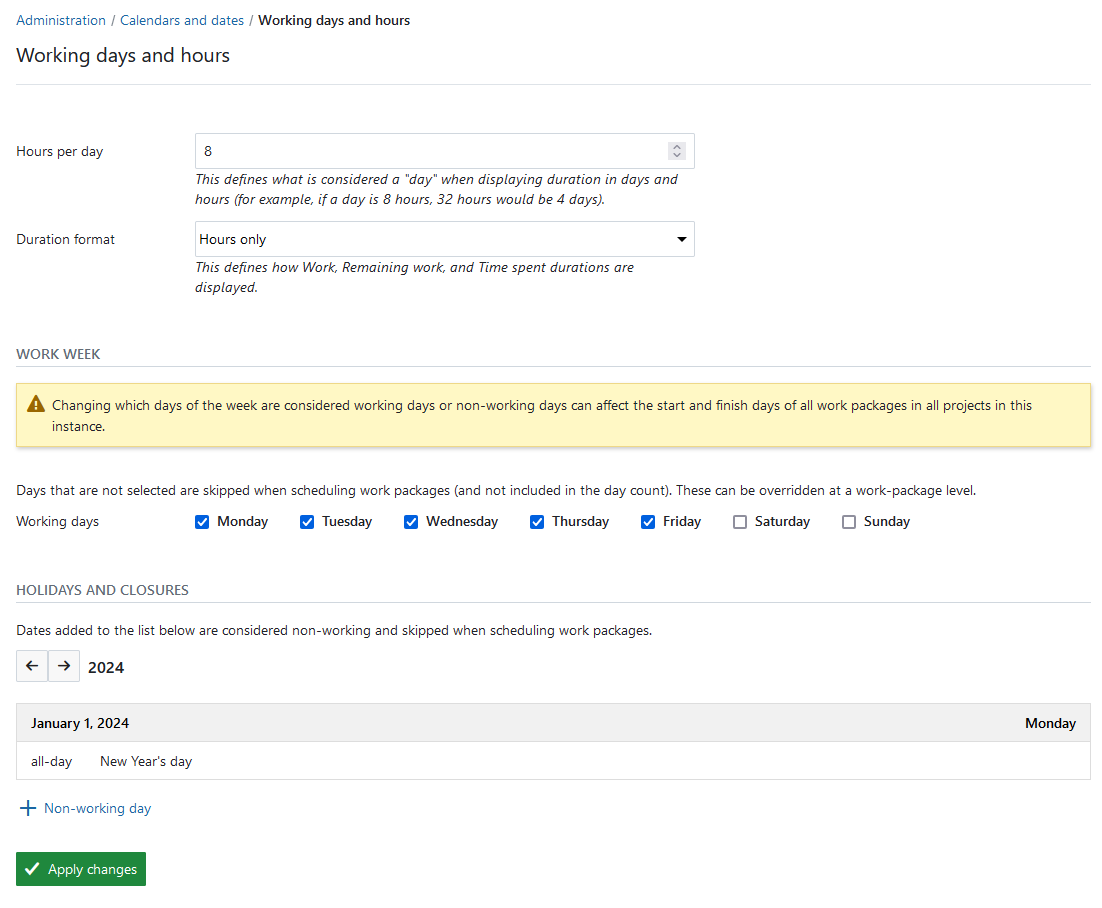 Administration / Calendars and dates / Working days and hours
Working days and hours
Hours per day
8
This defines what is considered a "day" when displaying duration in days and
hours (for example, if a day is 8 hours, 32 hours would be 4 days).
Duration format
Hours only
This defines how Work, Remaining work, and Time spent durations are
displayed.
WORK WEEK
Changing which days of the week are considered working days or non-working days can affect the start and finish days of all work packages in all projects in this
instance.
Days that are not selected are skipped when scheduling work packages (and not included in the day count). These can be overridden at a work-package level.
Working days Monday Tuesday Wednesday Thursday Friday Saturday Sunday
HOLIDAYS AND CLOSURES
Dates added to the list below are considered non-working and skipped when scheduling work packages.
2024
January 1, 2024 Monday
all-day New Year's day
Non-working day
Apply changes